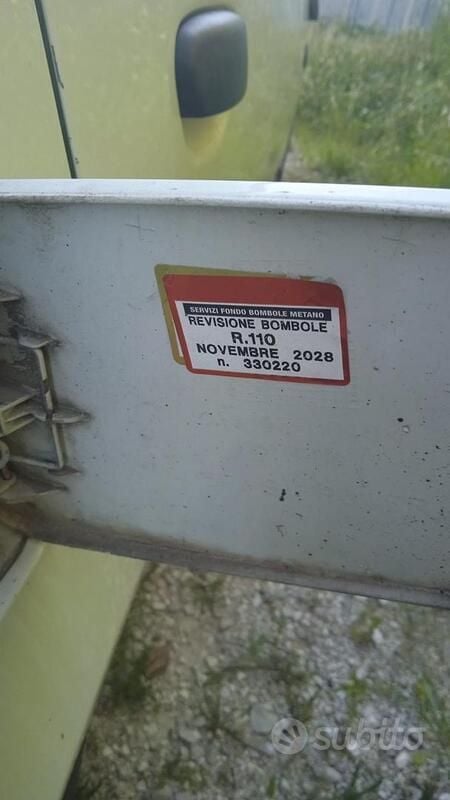 SERVIZI FONDO BOMBOLE METANO
REVISIONE BOMBOLE
R.110
NOVEMBRE 2028
n. 330220
subito